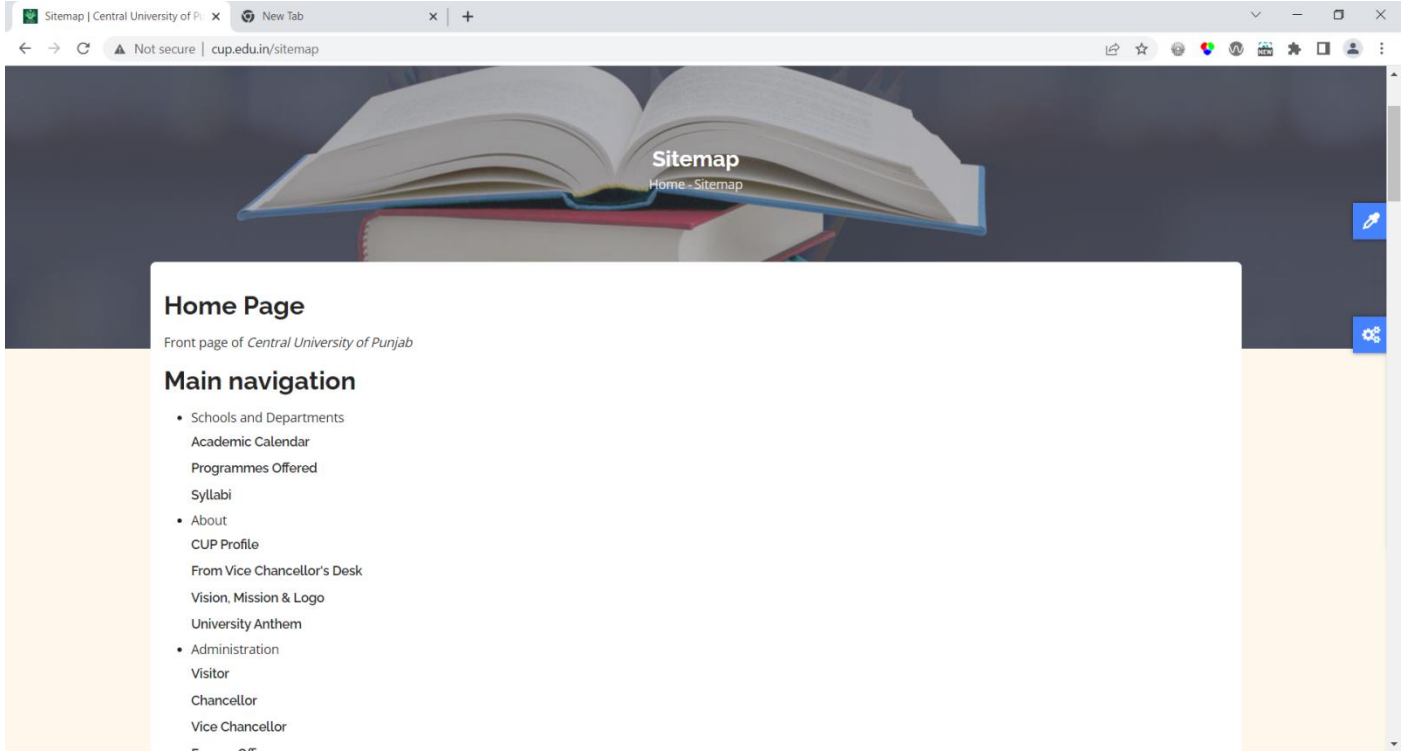 Sitemap | Central University of Pu
New Tab
Not secure | cup.edu.in/sitemap
NEW
Sitemap
Home - Sitemap
Home Page
Front page of Central University of Punjab
Main navigation
• Schools and Departments
Academic Calendar
Programmes Offered
Syllabi
• About
CUP Profile
From Vice Chancellor's Desk
Vision, Mission & Logo
University Anthem
• Administration
Visitor
Chancellor
Vice Chancellor